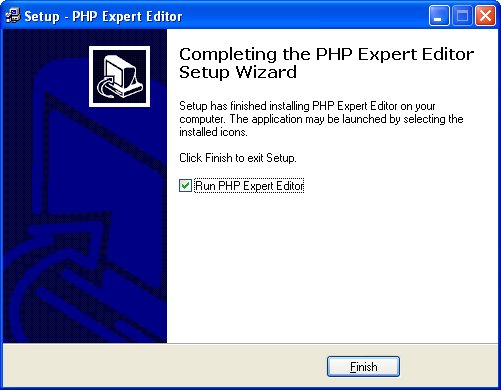 Setup - PHP Expert Editor
Completing the PHP Expert Editor
Setup Wizard
Setup has finished installing PHP Expert Editor on your
computer. The application may be launched by selecting the
installed icons.
Click Finish to exit Setup.
Run PHP Expert Editor
Finish